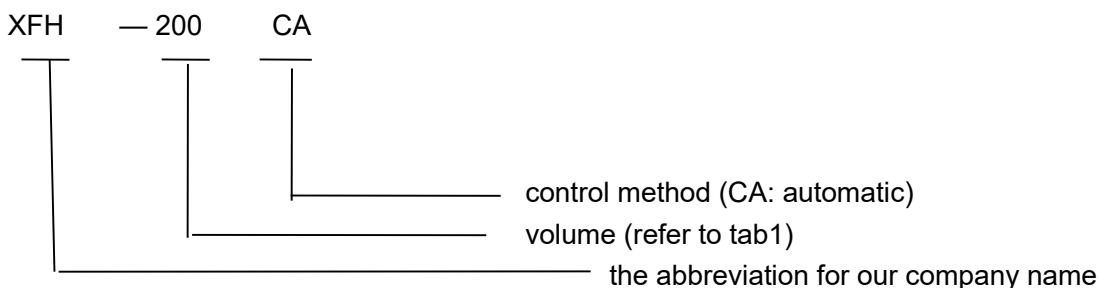 XFH — 200 CA
control method (CA: automatic)
volume (refer to tab1)
the abbreviation for our company name